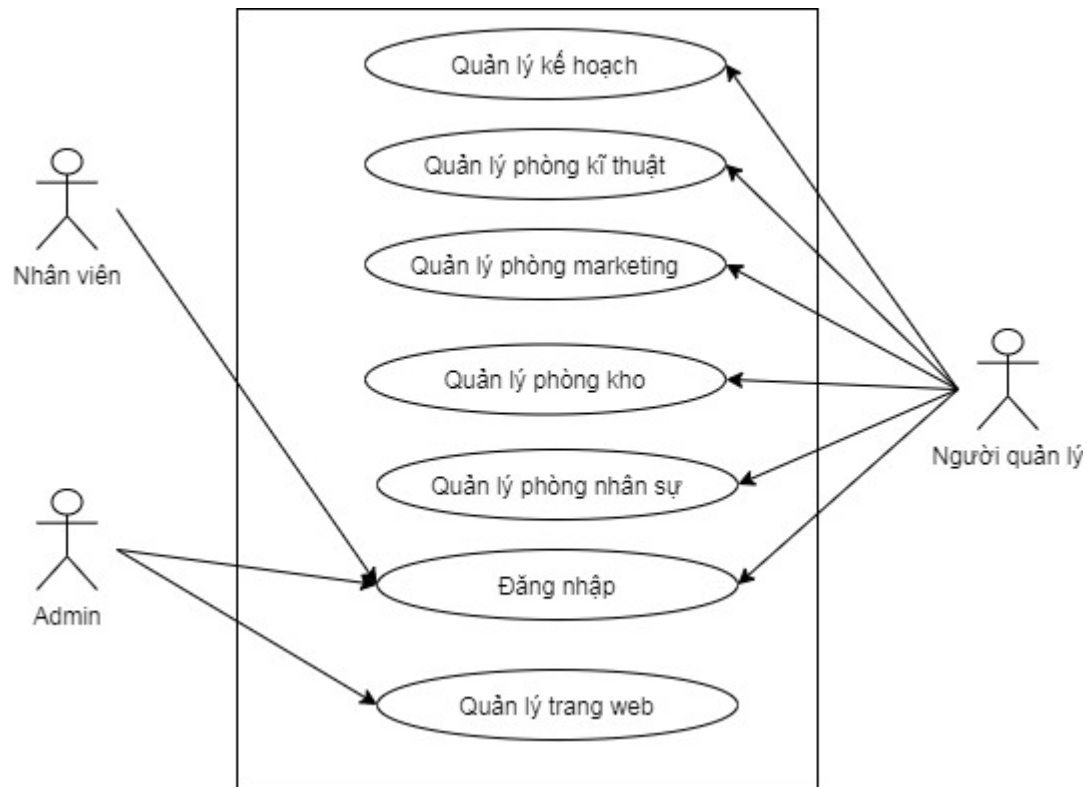 Quản lý kế hoạch
Quản lý phòng kĩ thuật
Nhân viên
Quản lý phòng marketing
Quản lý phòng kho
Người quản lý
Quản lý phòng nhân sự
Đăng nhập
Admin
Quản lý trang web